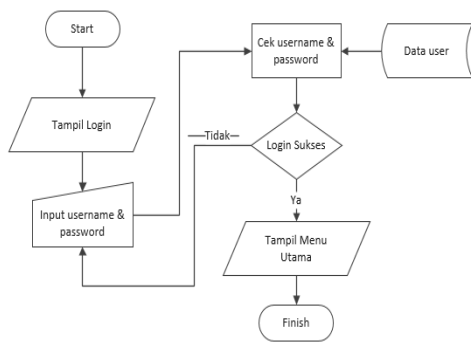 Start
Tampil Login
Input username &
password
Cek username &
password
Data user
Login Sukses
Tidak
Ya
Tampil Menu
Utama
Finish